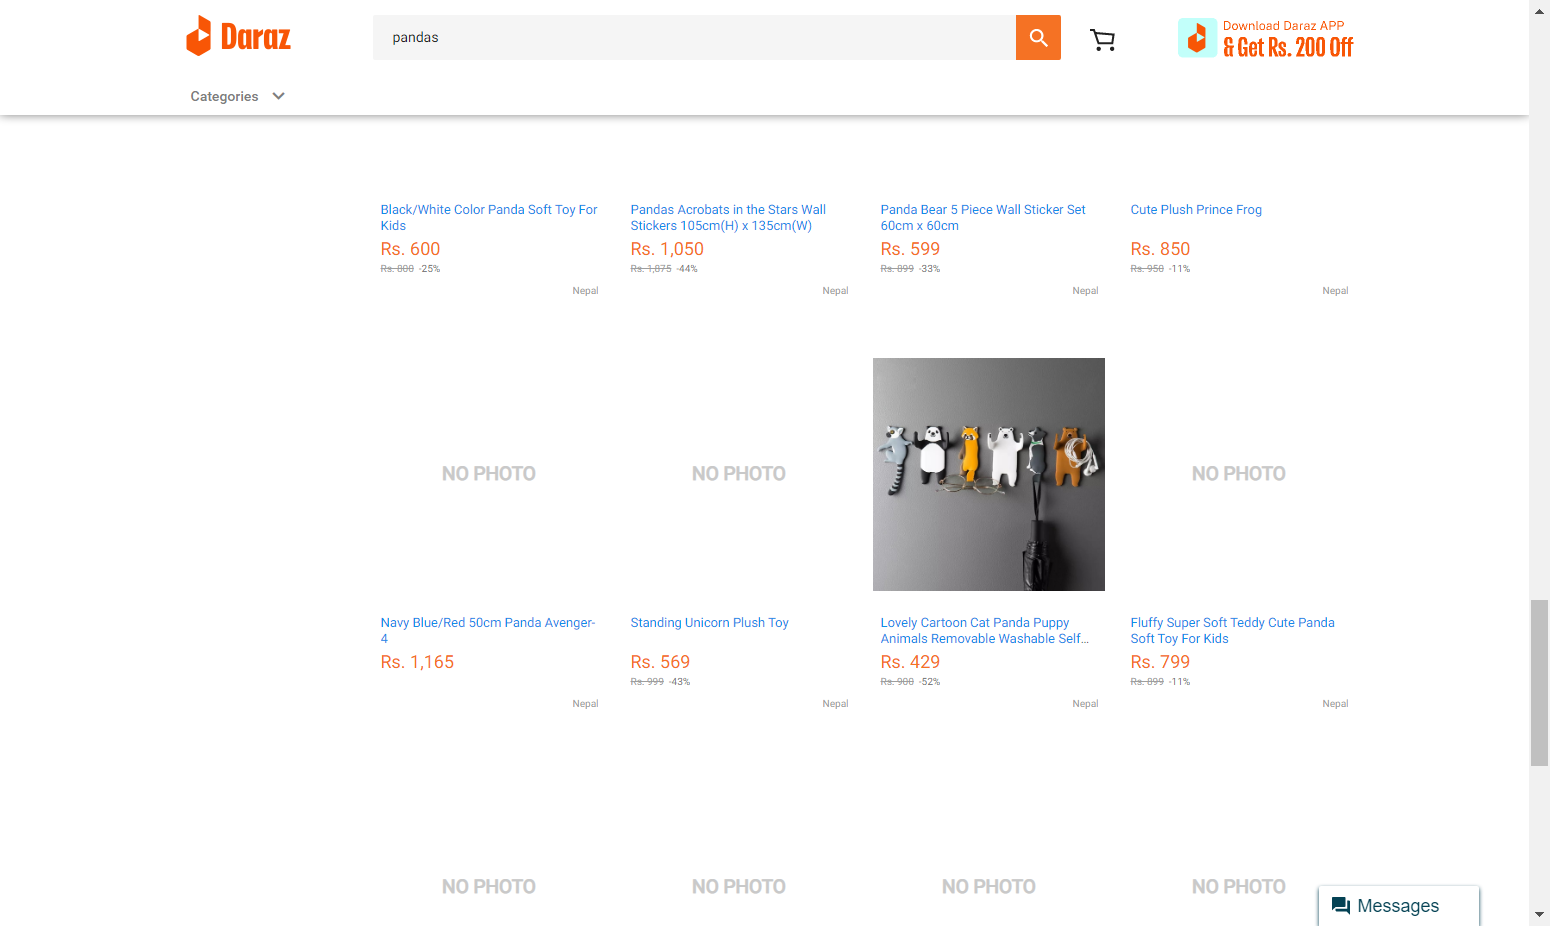 Daraz
pandas
Download Daraz APP
& Get Rs. 200 Off
Categories
Black/White Color Panda Soft Toy For
Kids
Rs. 600
Rs. 800 -25%
Nepal
Pandas Acrobats in the Stars Wall
Stickers 105cm(H) x 135cm(W)
Rs. 1,050
Rs. 1,875 -44%
Nepal
Panda Bear 5 Piece Wall Sticker Set
60cm x 60cm
Rs. 599
Rs. 899 -33%
Nepal
Cute Plush Prince Frog
Rs. 850
Rs. 950 -11%
Nepal
NO PHOTO
NO PHOTO
NO PHOTO
Navy Blue/Red 50cm Panda Avenger-
4
Rs. 1,165
Nepal
Standing Unicorn Plush Toy
Rs. 569
Rs. 999 -43%
Nepal
Lovely Cartoon Cat Panda Puppy
Animals Removable Washable Self...
Rs. 429
Rs. 900 -52%
Nepal
Fluffy Super Soft Teddy Cute Panda
Soft Toy For Kids
Rs. 799
Rs. 899 -11%
Nepal
NO PHOTO
NO PHOTO
NO PHOTO
NO PHOTO
Messages